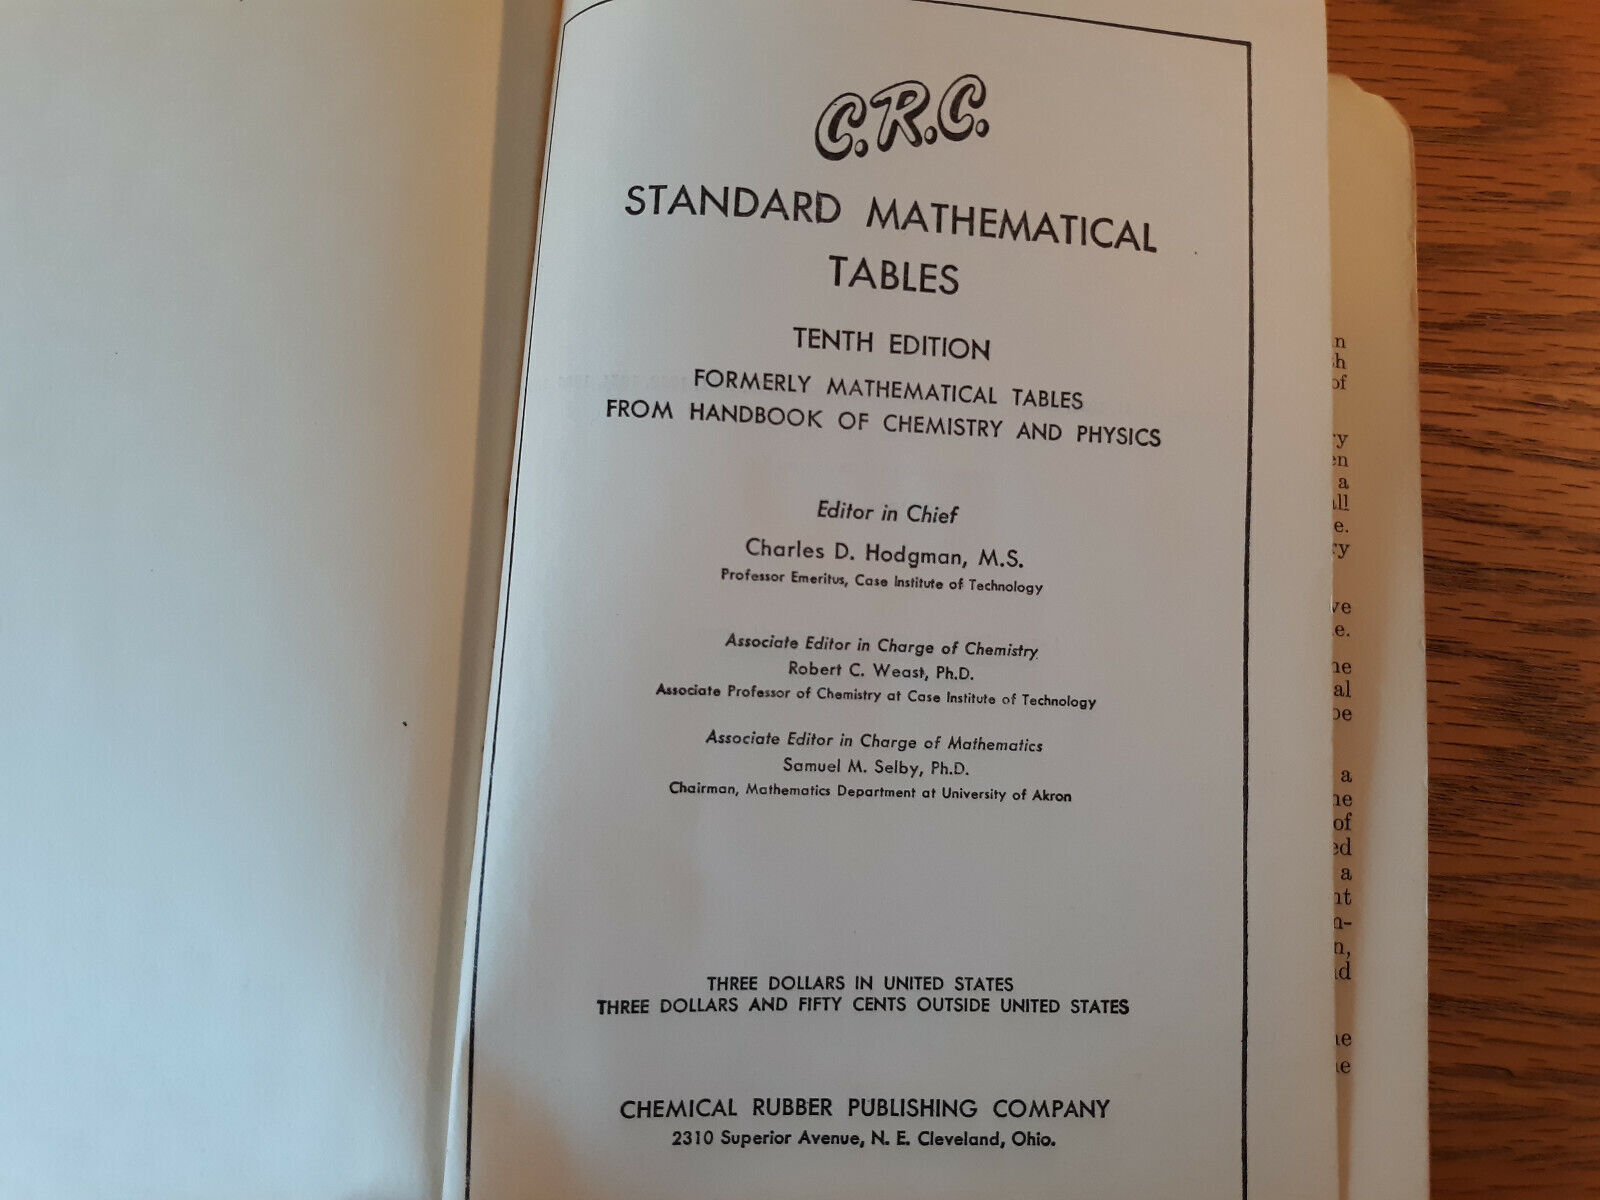 C.R.C.
STANDARD MATHEMATICAL
TABLES
TENTH EDITION
FORMERLY MATHEMATICAL TABLES
FROM HANDBOOK OF CHEMISTRY AND PHYSICS
Editor in Chief
Charles D. Hodgman, M.S.
Professor Emeritus, Case Institute of Technology
Associate Editor in Charge of Chemistry
Robert C. Weast, Ph.D.
Associate Professor of Chemistry at Case Institute of Technology
Associate Editor in Charge of Mathematics
Samuel M. Selby, Ph.D.
Chairman, Mathematics Department at University of Akron
THREE DOLLARS IN UNITED STATES
THREE DOLLARS AND FIFTY CENTS OUTSIDE UNITED STATES
CHEMICAL RUBBER PUBLISHING COMPANY
2310 Superior Avenue, N. E. Cleveland, Ohio.
of
a
a
of
a